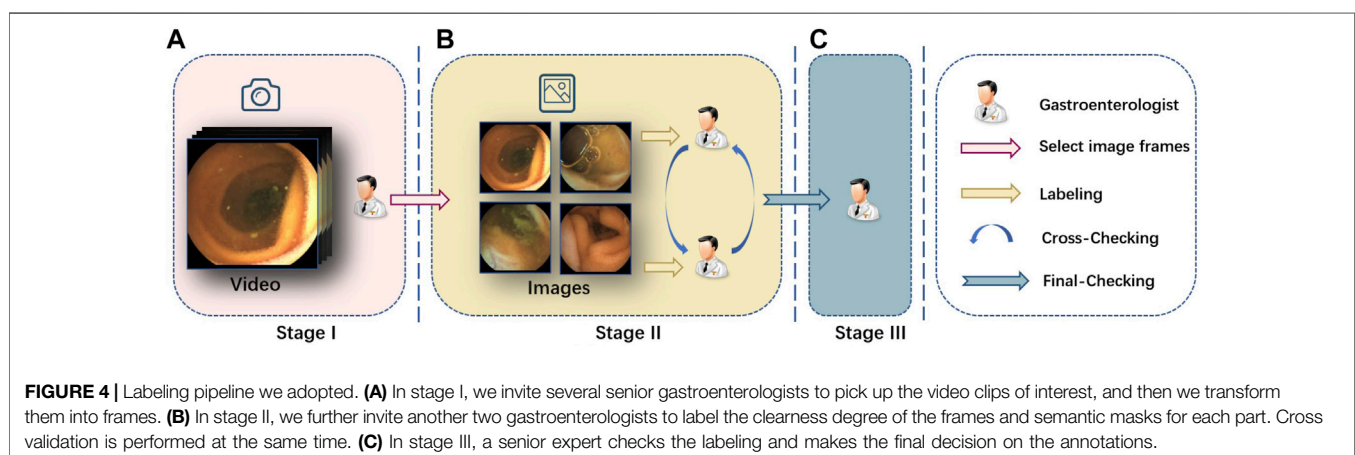 A
B
C
Video
Images
Stage I
Stage II
Stage III
Gastroenterologist
Select image frames
Labeling
Cross-Checking
Final-Checking
FIGURE 4 | Labeling pipeline we adopted. (A) In stage I, we invite several senior gastroenterologists to pick up the video clips of interest, and then we transform
them into frames. (B) In stage II, we further invite another two gastroenterologists to label the clearness degree of the frames and semantic masks for each part. Cross
validation is performed at the same time. (C) In stage III, a senior expert checks the labeling and makes the final decision on the annotations.